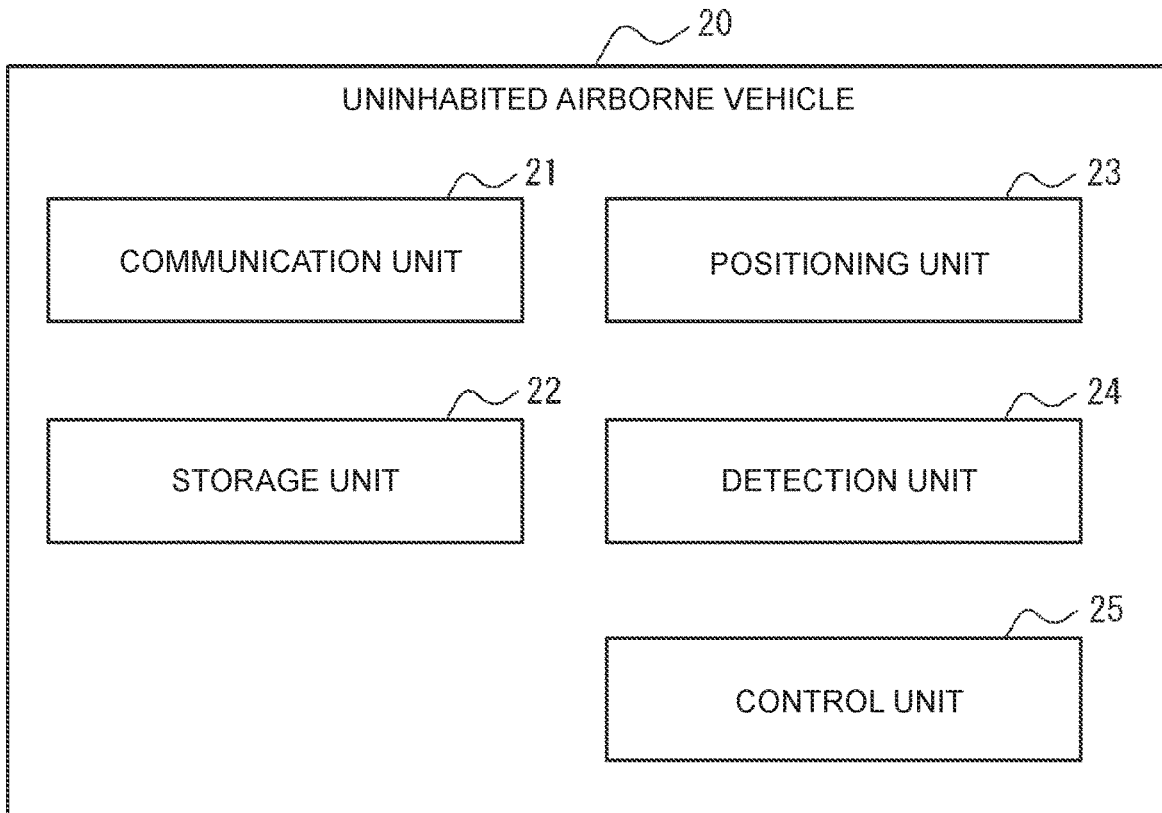 20
UNINHABITED AIRBORNE VEHICLE
21
COMMUNICATION UNIT
23
POSITIONING UNIT
22
STORAGE UNIT
24
DETECTION UNIT
25
CONTROL UNIT